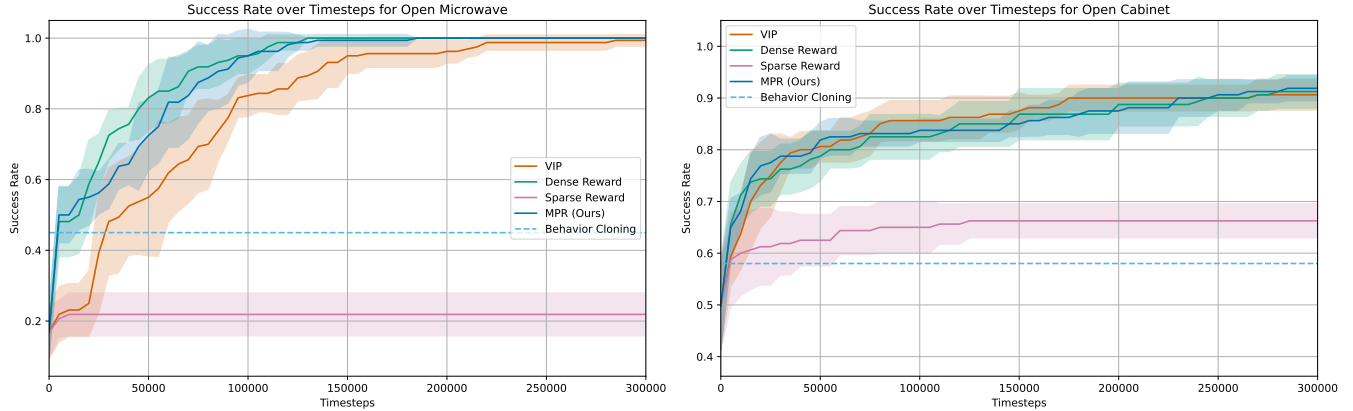 Success Rate over Timesteps for Open Microwave
1.0
0.8
0.6
0.4
0.2
Success Rate
VIP
Dense Reward
Sparse Reward
MPR (Ours)
Behavior Cloning
0 50000 100000 150000 200000 250000 300000
Timesteps
Success Rate over Timesteps for Open Cabinet
1.0
0.9
0.8
0.7
0.6
0.5
0.4
Success Rate
VIP
Dense Reward
Sparse Reward
MPR (Ours)
Behavior Cloning
0 50000 100000 150000 200000 250000 300000
Timesteps